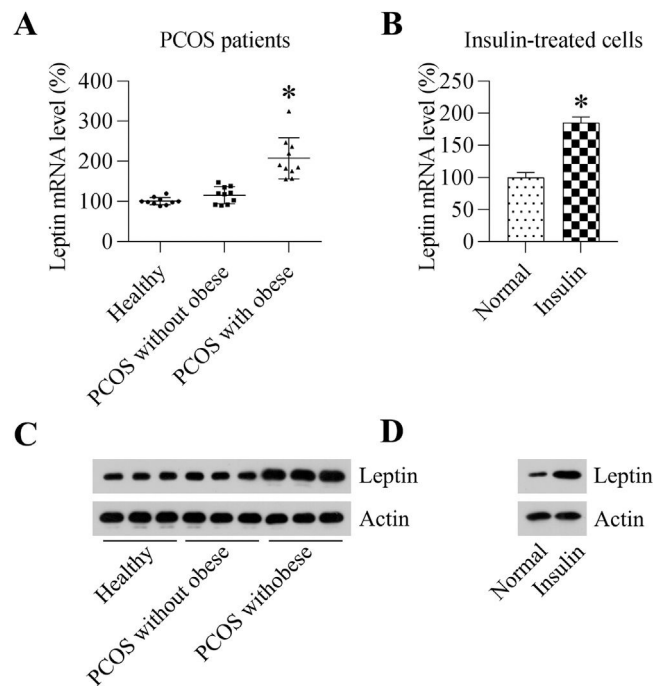 A
PCOS patients
Leptin mRNA level (%)
400
300
200
100
0
*
Healthy
PCOS without obese
PCOS with obese
B
Insulin-treated cells
Leptin mRNA level (%)
250
200
150
100
50
0
*
Normal
Insulin
C
Leptin
Actin
Healthy
PCOS without obese
PCOS withobese
D
Leptin
Actin
Normal
Insulin